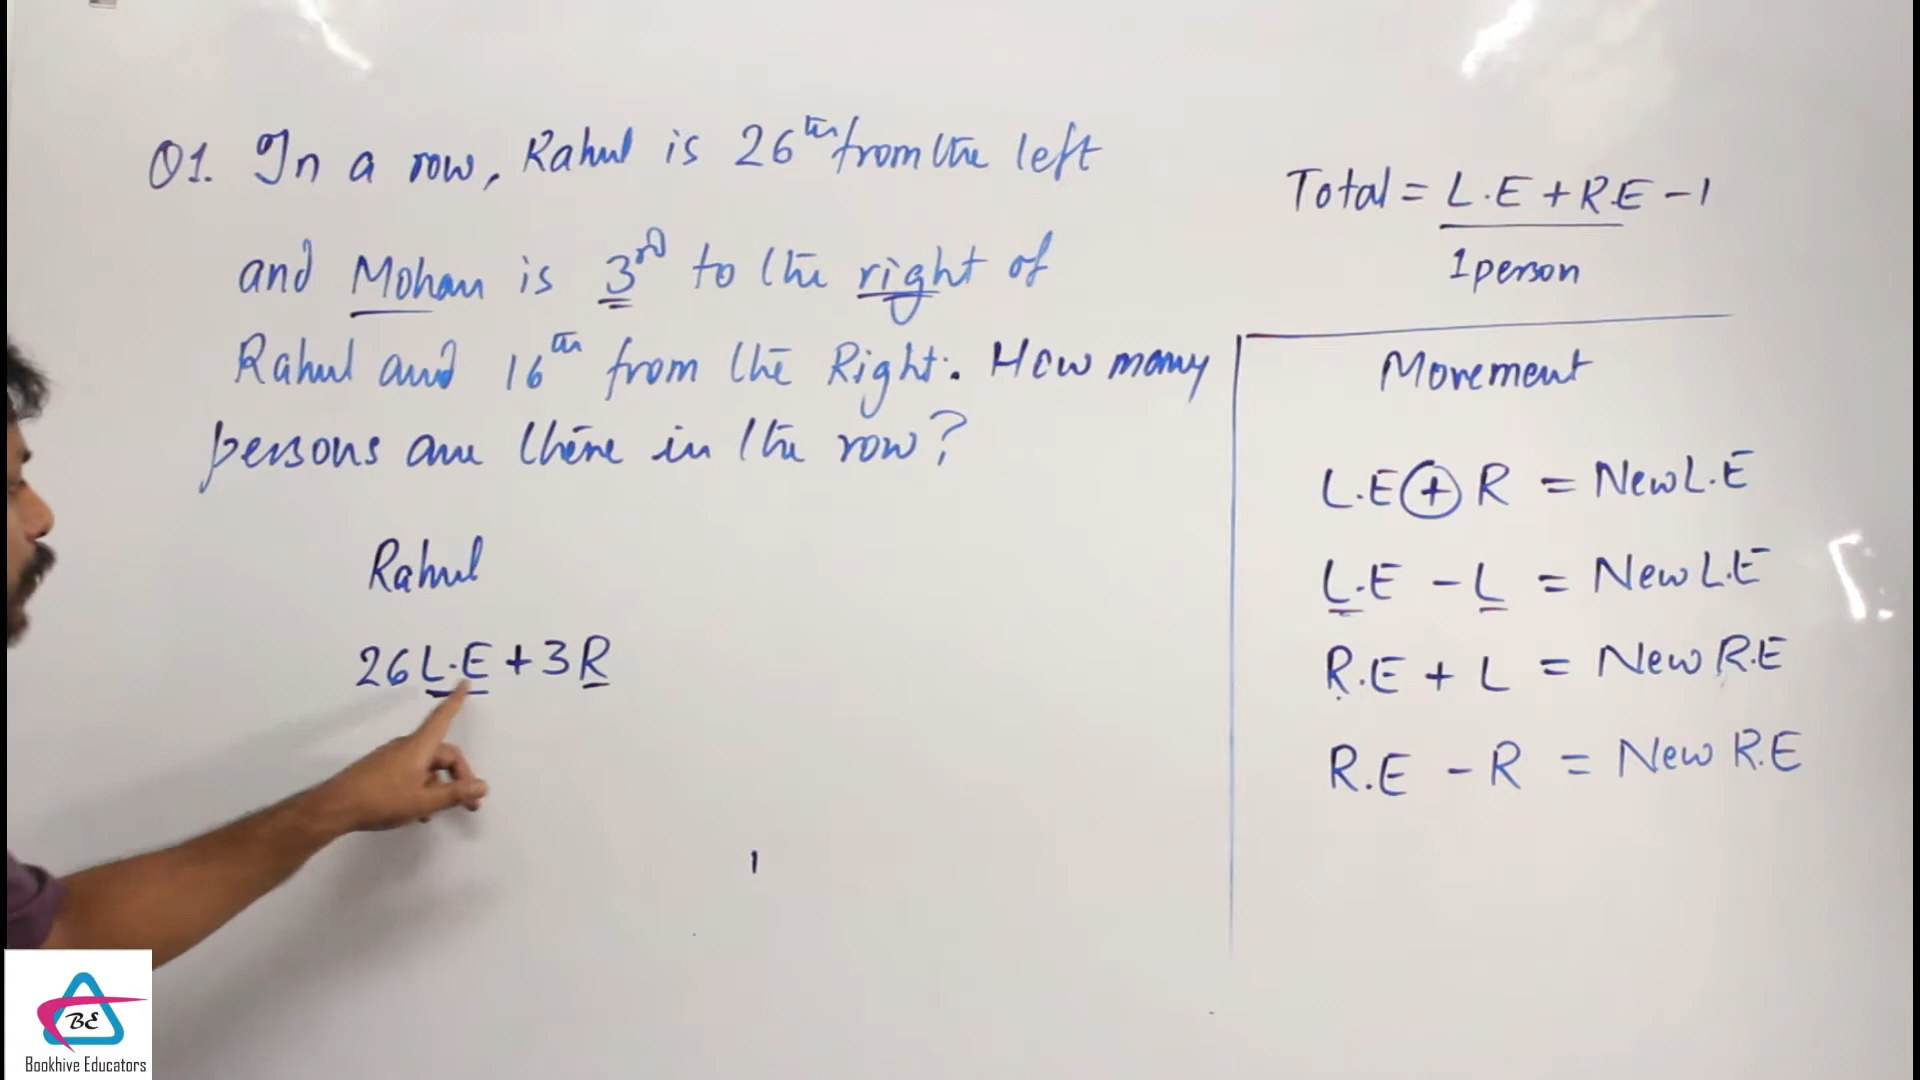 Q1. In a row, Rahul is 26th from the left
and Mohan is 3rd to the right of
Rahul and 16th from the Right. How many
persons are there in the row?
Rahul
26 L.E + 3 R
1
Total = L.E + R.E - 1
1 person
Movement
L.E + R = New L.E
L.E - L = New L.E
R.E + L = New R.E
R.E - R = New R.E
BE
Bookhive Educators